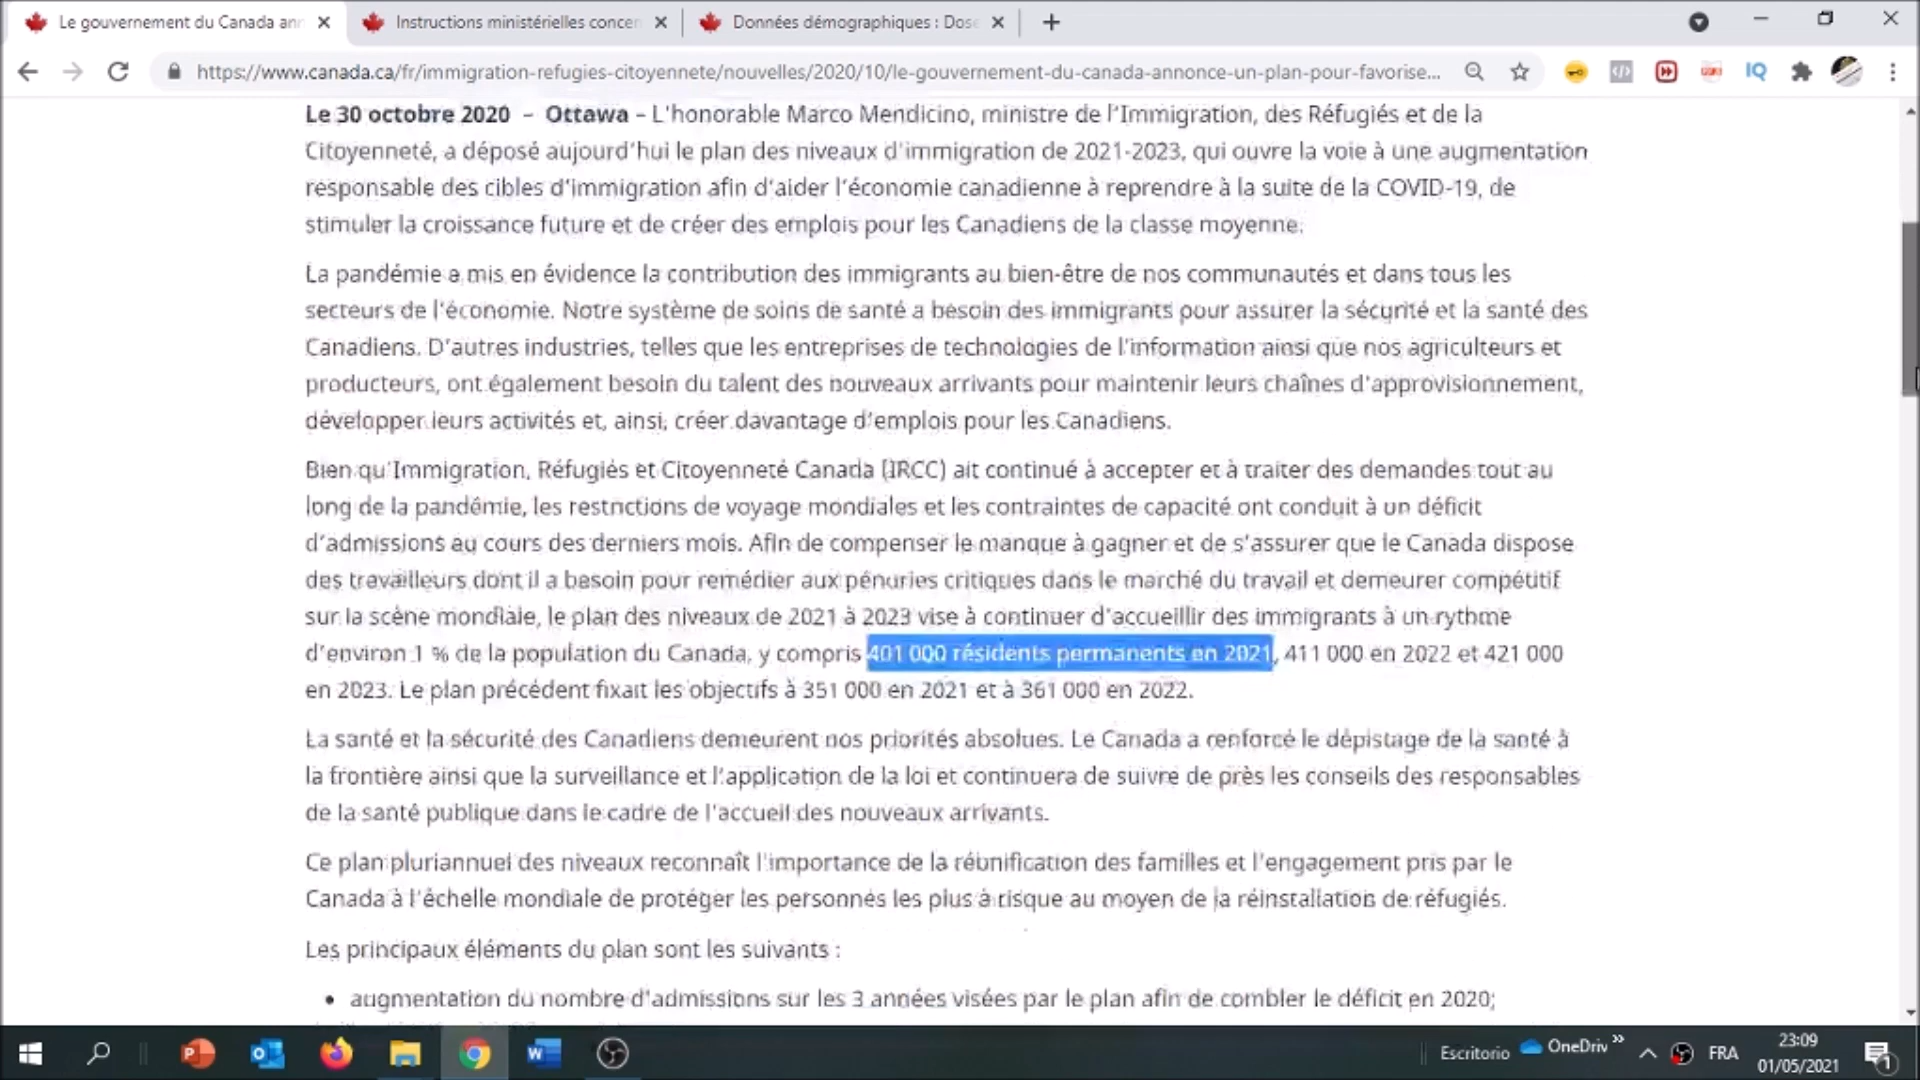 Le gouvernement du Canada ann
Instructions ministérielles concer
Données démographiques : Dos
https://www.canada.ca/fr/immigration-refugies-citoyennete/nouvelles/2020/10/le-gouvernement-du-canada-annonce-un-plan-pour-favorise...
IQ
Le 30 octobre 2020 – Ottawa – L'honorable Marco Mendicino, ministre de l'Immigration, des Réfugiés et de la
Citoyenneté, a déposé aujourd'hui le plan des niveaux d'immigration de 2021-2023, qui ouvre la voie à une augmentation
responsable des cibles d'immigration afin d'aider l'économie canadienne à reprendre à la suite de la COVID-19, de
stimuler la croissance future et de créer des emplois pour les Canadiens de la classe moyenne.
La pandémie a mis en évidence la contribution des immigrants au bien-être de nos communautés et dans tous les
secteurs de l'économie. Notre système de soins de santé a besoin des immigrants pour assurer la sécurité et la santé des
Canadiens. D'autres industries, telles que les entreprises de technologies de l'information ainsi que nos agriculteurs et
producteurs, ont également besoin du talent des nouveaux arrivants pour maintenir leurs chaînes d'approvisionnement,
développer leurs activités et, ainsi, créer davantage d'emplois pour les Canadiens.
Bien qu'Immigration, Réfugiés et Citoyenneté Canada (IRCC) ait continué à accepter et à traiter des demandes tout au
long de la pandémie, les restrictions de voyage mondiales et les contraintes de capacité ont conduit à un déficit
d'admissions au cours des derniers mois. Afin de compenser le manque à gagner et de s'assurer que le Canada dispose
des travailleurs dont il a besoin pour remédier aux pénuries critiques dans le marché du travail et demeurer compétitif
sur la scène mondiale, le plan des niveaux de 2021 à 2023 vise à continuer d'accueillir des immigrants à un rythme
d'environ 1 % de la population du Canada, y compris 401 000 résidents permanents en 2021, 411 000 en 2022 et 421 000
en 2023. Le plan précédent fixait les objectifs à 351 000 en 2021 et à 361 000 en 2022.
La santé et la sécurité des Canadiens demeurent nos priorités absolues. Le Canada a renforcé le dépistage de la santé à
la frontière ainsi que la surveillance et l'application de la loi et continuera de suivre de près les conseils des responsables
de la santé publique dans le cadre de l'accueil des nouveaux arrivants.
Ce plan pluriannuel des niveaux reconnaît l'importance de la réunification des familles et l'engagement pris par le
Canada à l'échelle mondiale de protéger les personnes les plus à risque au moyen de la réinstallation de réfugiés.
Les principaux éléments du plan sont les suivants :
• augmentation du nombre d'admissions sur les 3 années visées par le plan afin de combler le déficit en 2020;
Escritorio
OneDriv
FRA
23:09
01/05/2021
1